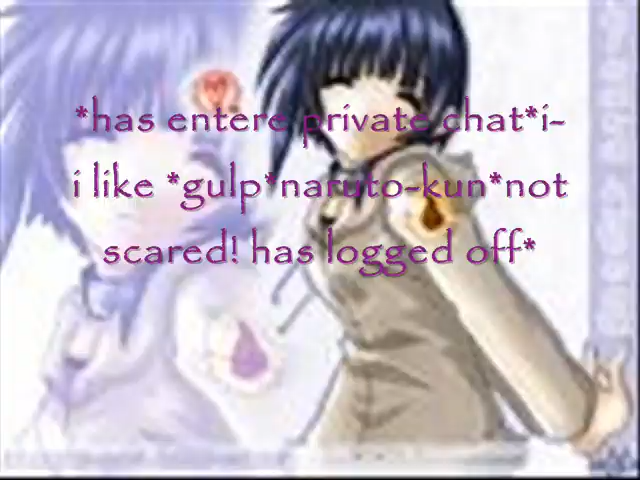 *has entere private chat*i-
i like *gulp*naruto-kun*not
scared! has logged off*